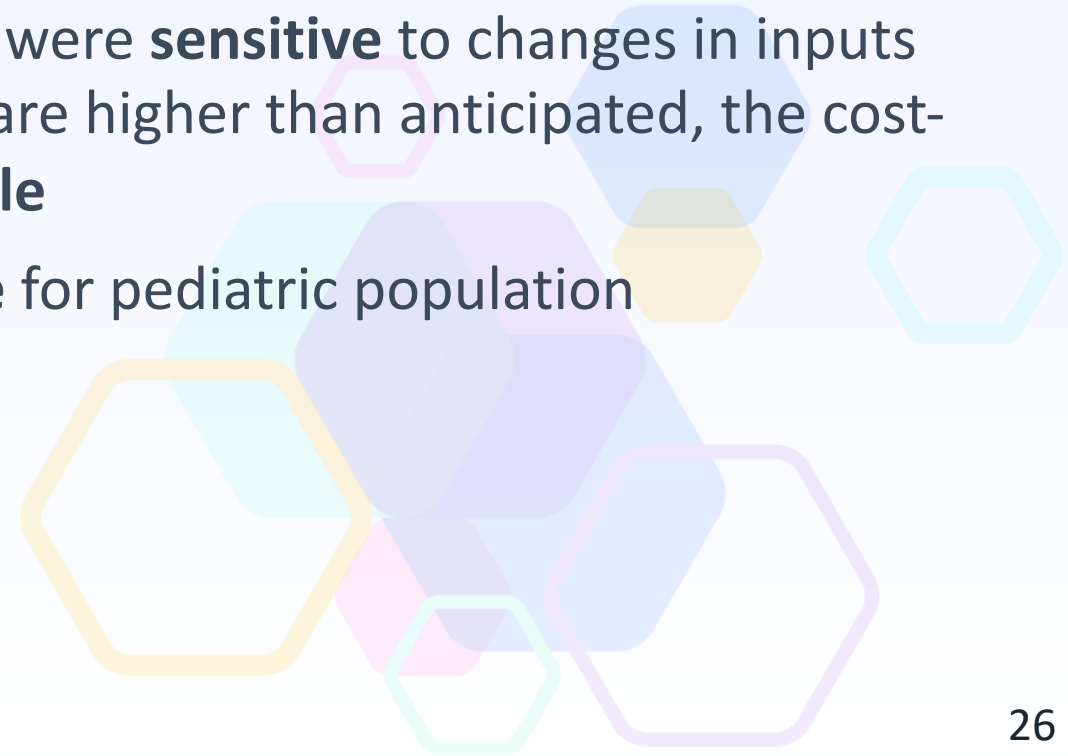 were sensitive to changes in inputs
are higher than anticipated, the cost-
le
e for pediatric population
26